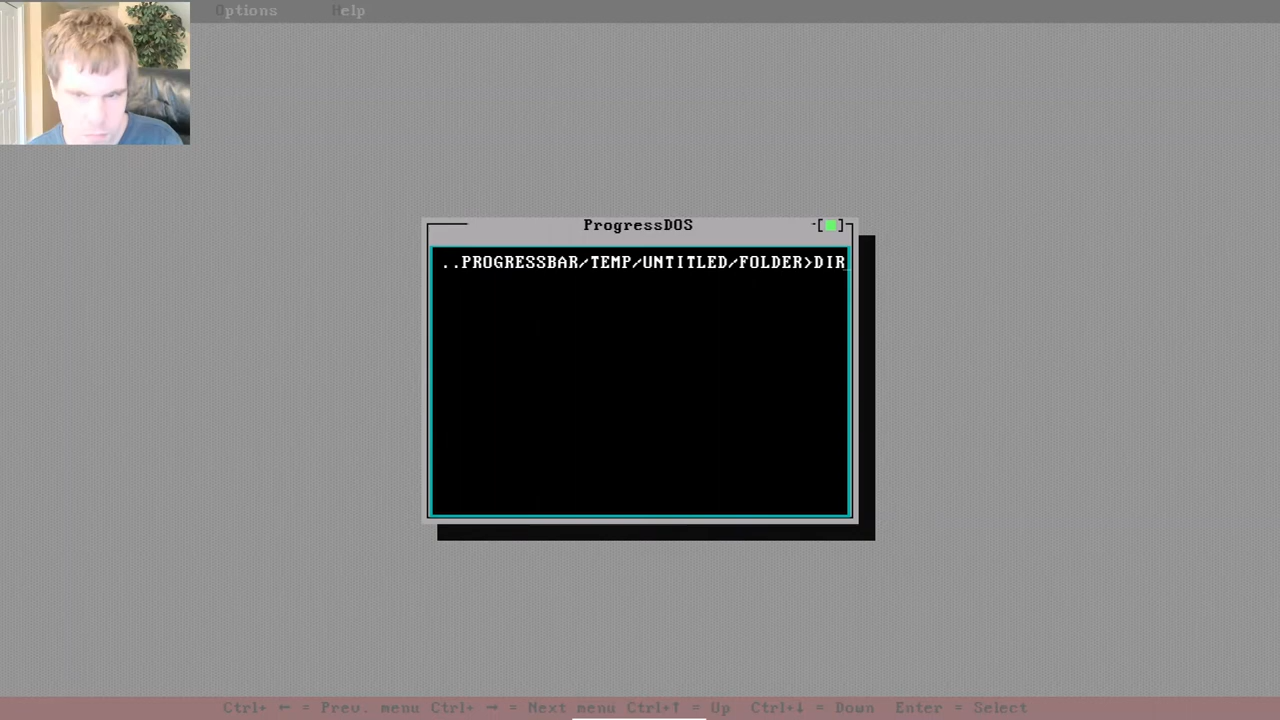 Options Help
ProgressDOS
[■]
..PROGRESSBAR/TEMP/UNTITLED/FOLDER>DIR_
Ctrl+ ← = Prev. menu Ctrl+ → = Next menu Ctrl+↑ = Up Ctrl+↓ = Down Enter = Select